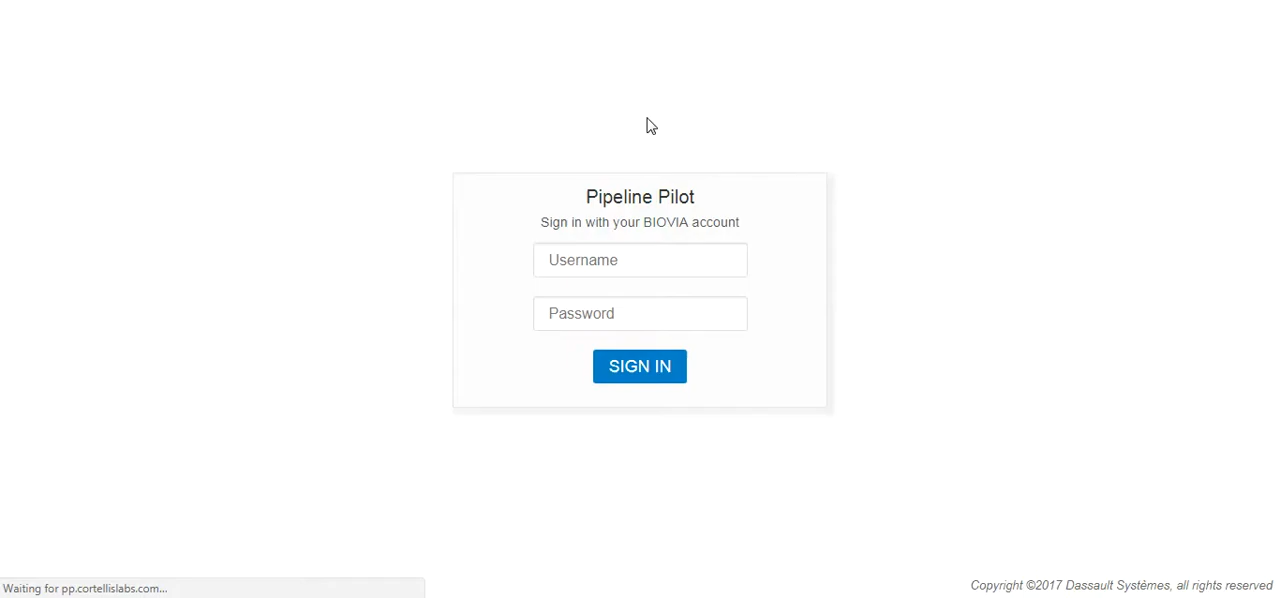 Pipeline Pilot
Sign in with your BIOVIA account
Username
Password
SIGN IN
Waiting for pp.cortellislabs.com...
Copyright ©2017 Dassault Systèmes, all rights reserved